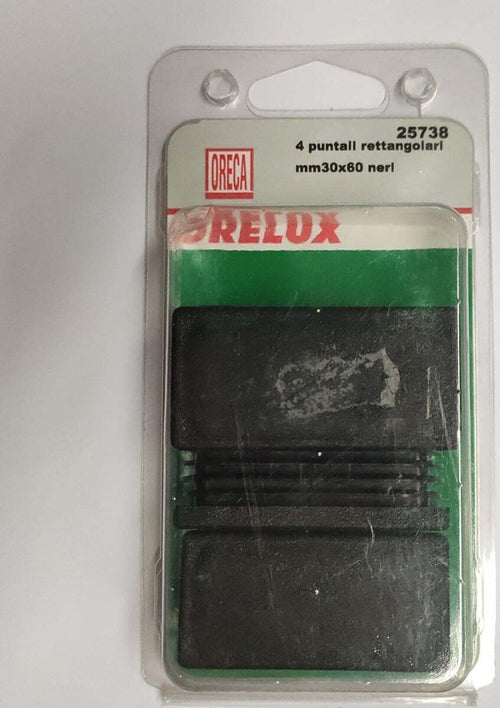 25738
4 puntali rettangolari
mm30x60 neri
ORECA
ORELUX